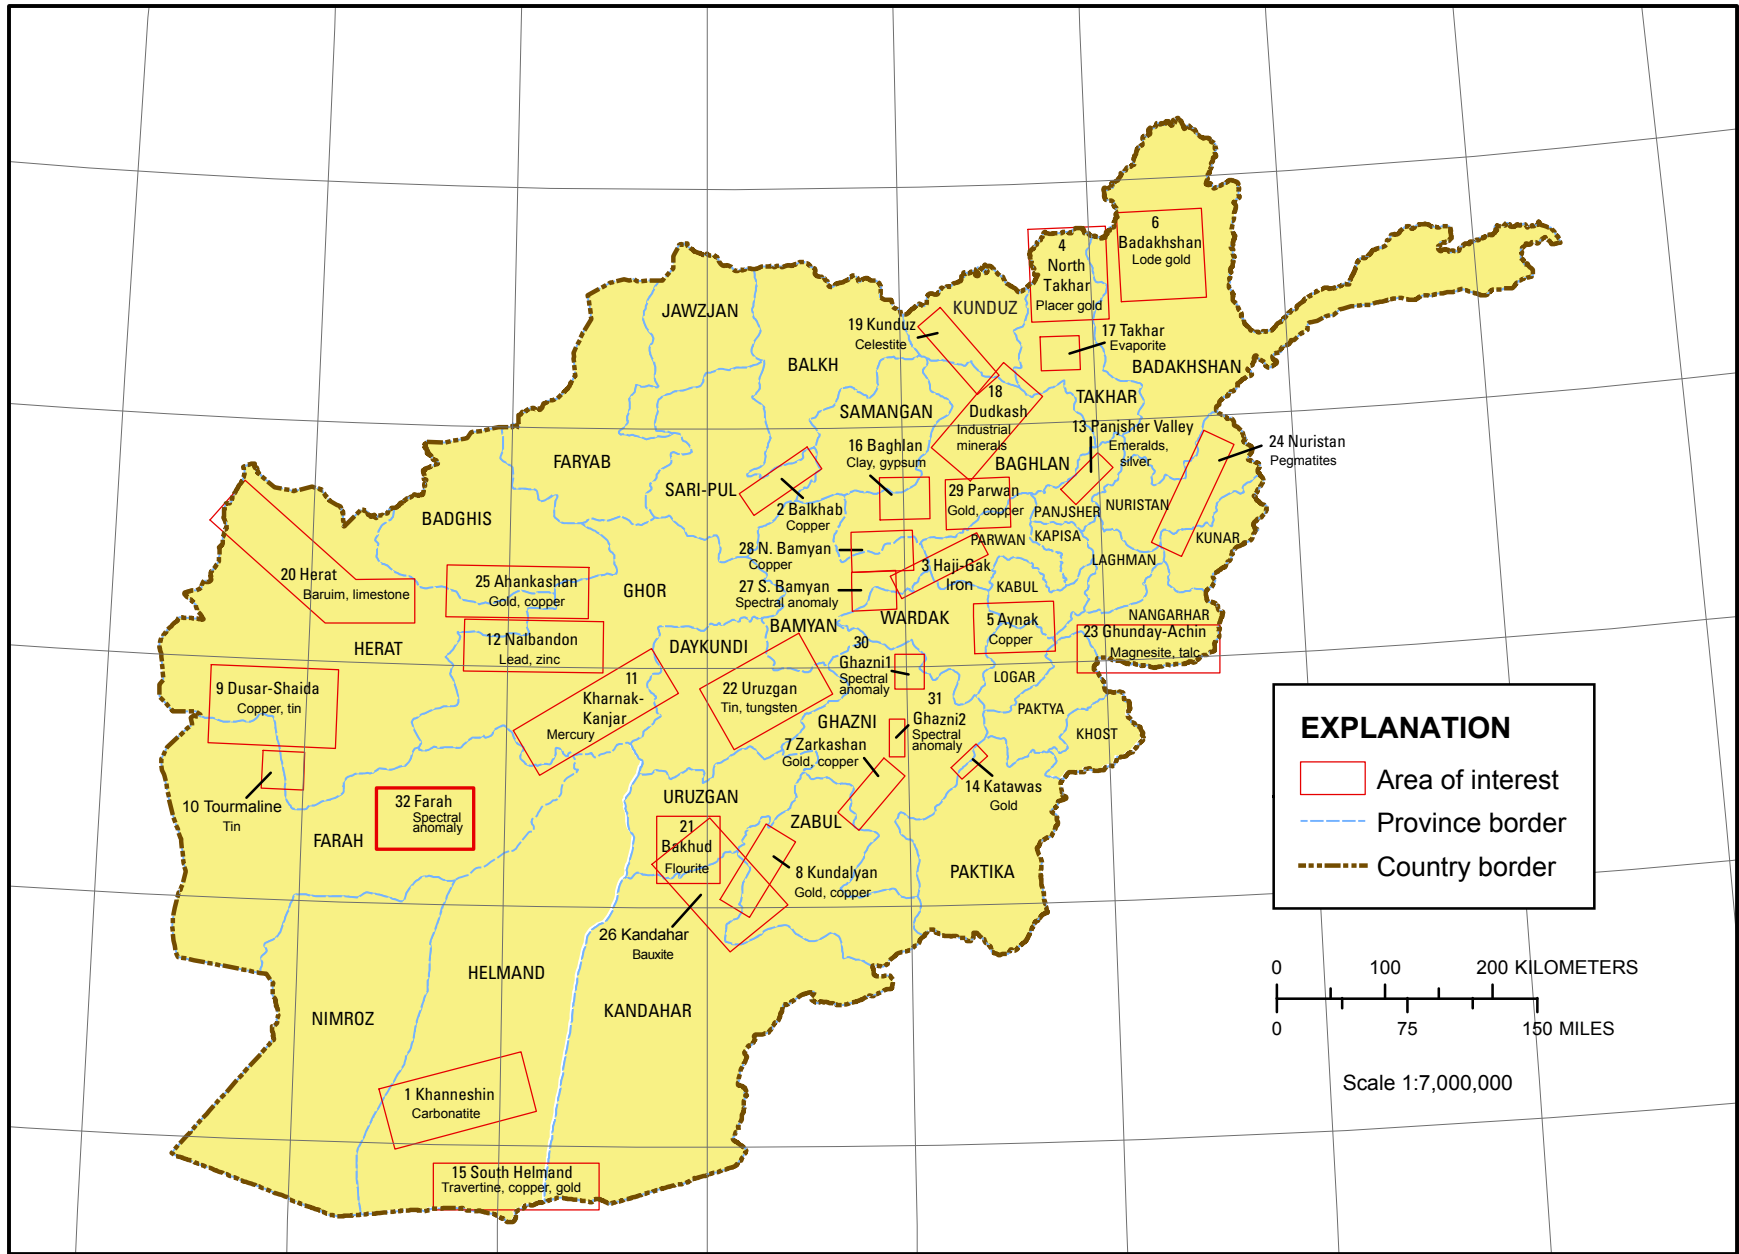 6
Badakhshan
Lode gold
4
North
Takhar
Placer gold
JAWZJAN
KUNDUZ
19 Kunduz
Celestite
17 Takhar
Evaporite
BALKH
BADAKHSHAN
18
Dudkash
Industrial
minerals
TAKHAR
SAMANGAN
13 Panjsher Valley
Emeralds,
silver
24 Nuristan
Pegmatites
16 Baghlan
Clay, gypsum
FARYAB
BAGHLAN
SARI-PUL
29 Parwan
Gold, copper
NURISTAN
PANJSHER
2 Balkhab
Copper
BADGHIS
KAPISA
KUNAR
PARWAN
28 N. Bamyan
Copper
LAGHMAN
3 Haji-Gak
Iron
20 Herat
Baruim, limestone
25 Ahankashan
Gold, copper
GHOR
27 S. Bamyan
Spectral anomaly
KABUL
NANGARHAR
WARDAK
5 Aynak
Copper
BAMYAN
23 Ghunday-Achin
Magnesite, talc
12 Nalbandon
Lead, zinc
HERAT
DAYKUNDI
30
Ghazni1
Spectral
anomaly
LOGAR
11
Kharnak-
Kanjar
Mercury
9 Dusar-Shaida
Copper, tin
22 Uruzgan
Tin, tungsten
31
Ghazni2
Spectral
anomaly
PAKTYA
GHAZNI
KHOST
7 Zarkashan
Gold, copper
14 Katawas
Gold
10 Tourmaline
Tin
32 Farah
Spectral
anomaly
URUZGAN
ZABUL
FARAH
21
Bakhud
Flourite
8 Kundalyan
Gold, copper
PAKTIKA
26 Kandahar
Bauxite
HELMAND
KANDAHAR
NIMROZ
1 Khanneshin
Carbonatite
15 South Helmand
Travertine, copper, gold
EXPLANATION
Area of interest
Province border
Country border
0 100 200 KILOMETERS
0 75 150 MILES
Scale 1:7,000,000